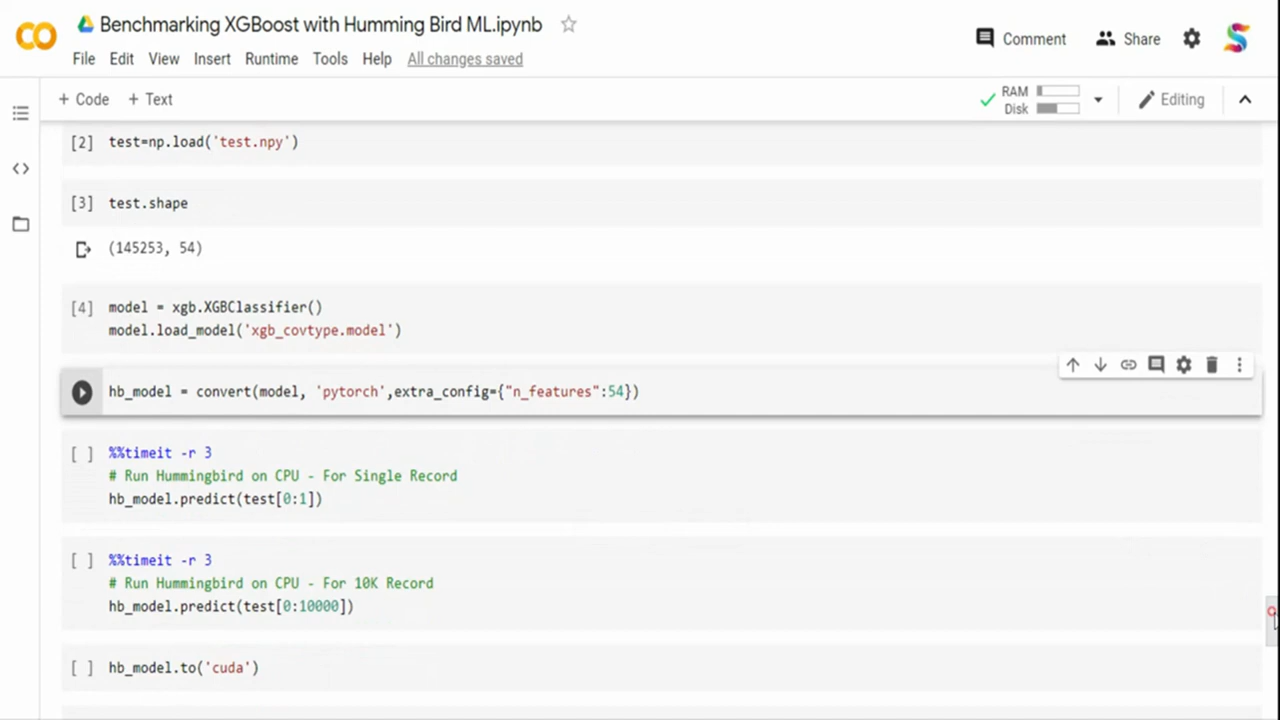 Benchmarking XGBoost with Humming Bird ML.ipynb
Comment
Share
File Edit View Insert Runtime Tools Help All changes saved
+ Code + Text
RAM
Disk
Editing
[2] test=np.load('test.npy')
[3] test.shape
(145253, 54)
[4] model = xgb.XGBClassifier()
model.load_model('xgb_covtype.model')
hb_model = convert(model, 'pytorch',extra_config={"n_features":54})
[ ] %%timeit -r 3
# Run Hummingbird on CPU - For Single Record
hb_model.predict(test[0:1])
[ ] %%timeit -r 3
# Run Hummingbird on CPU - For 10K Record
hb_model.predict(test[0:10000])
[ ] hb_model.to('cuda')